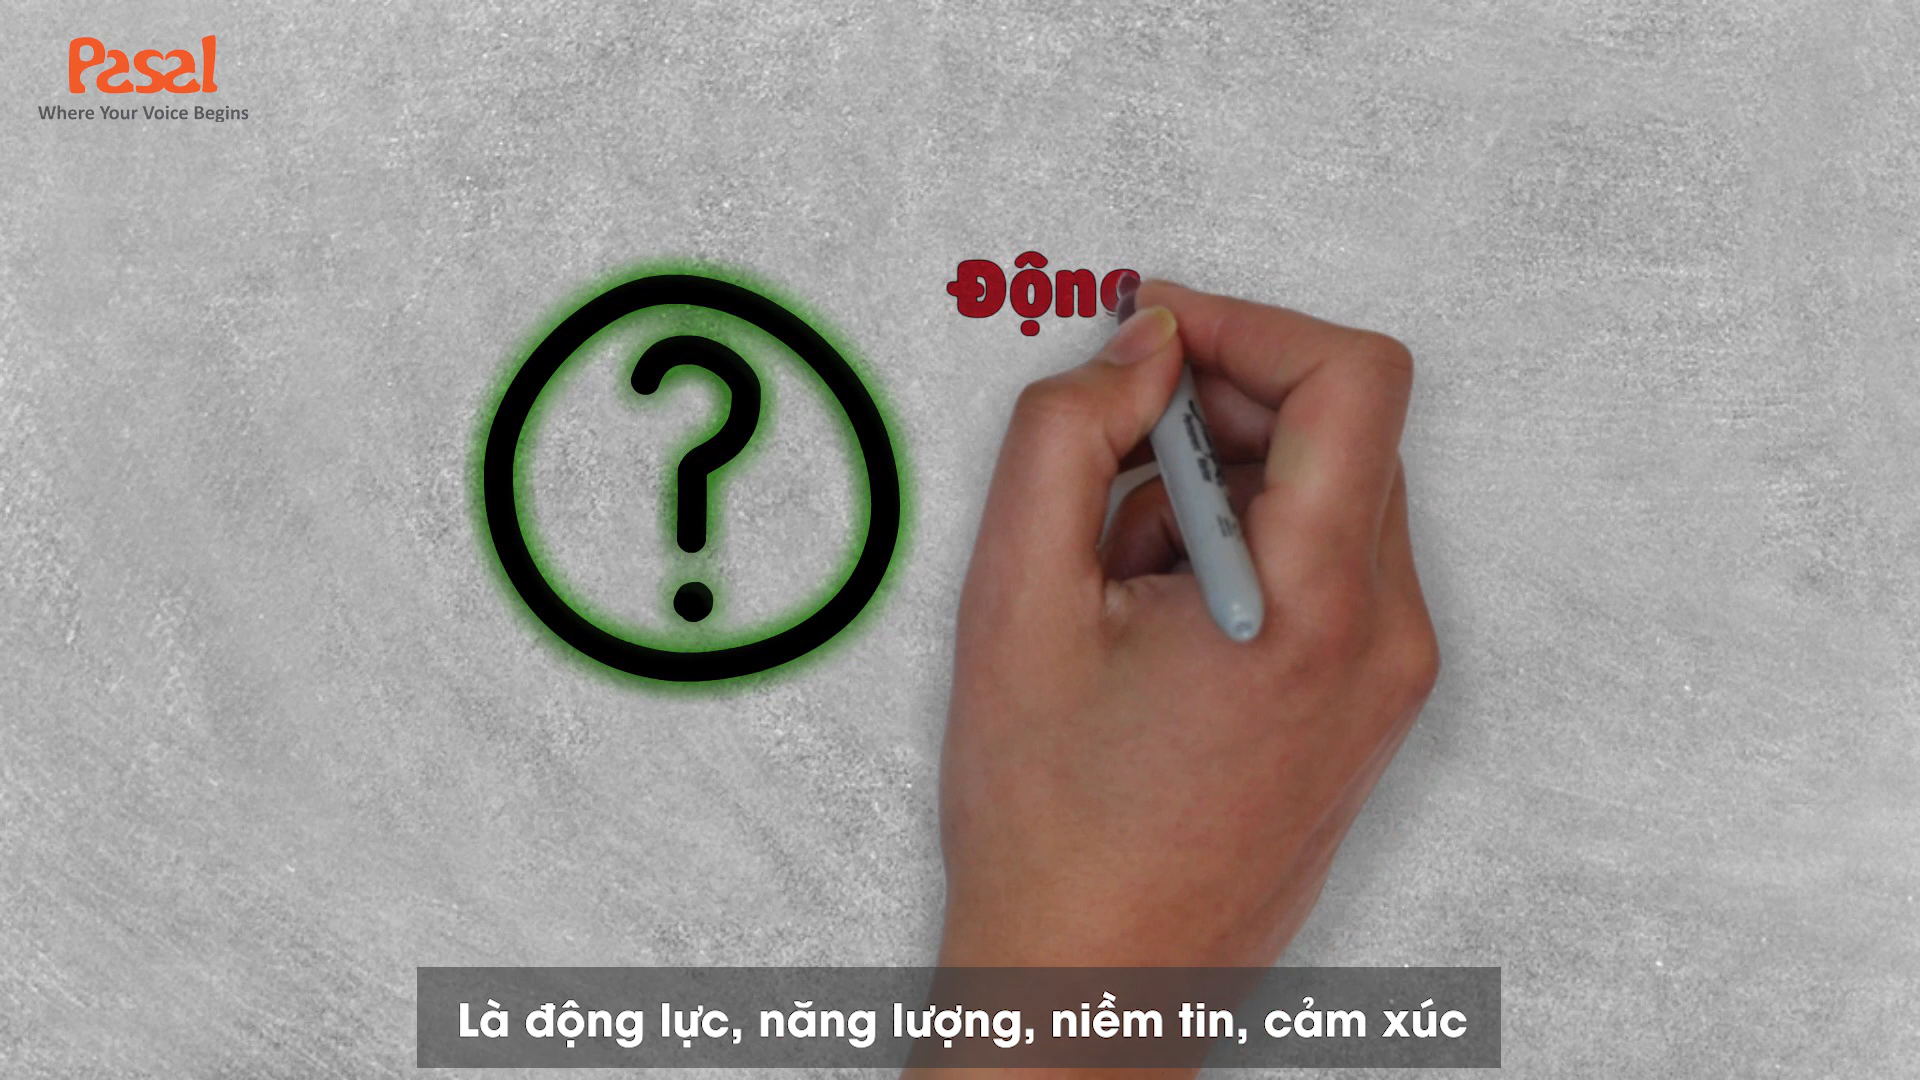 Pasal
Where Your Voice Begins
Động
Là động lực, năng lượng, niềm tin, cảm xúc